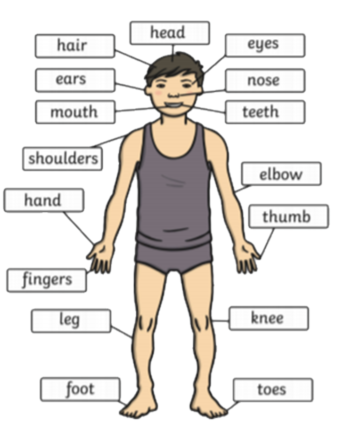 head
hair
eyes
ears
nose
mouth
teeth
shoulders
elbow
hand
thumb
fingers
leg
knee
foot
toes